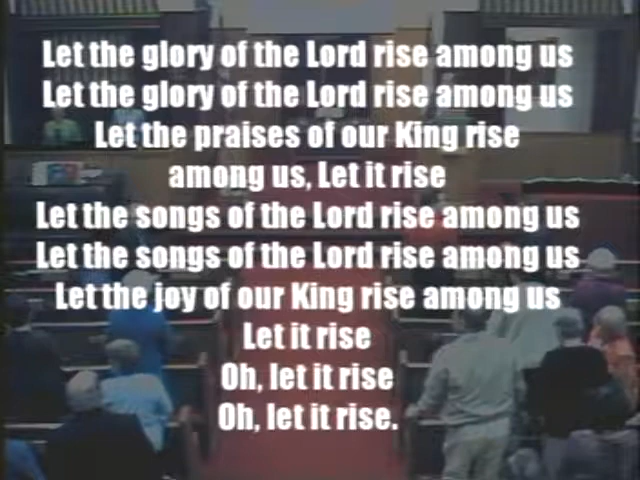 Let the glory of the Lord rise among us
Let the glory of the Lord rise among us
Let the praises of our King rise
among us, Let it rise
Let the songs of the Lord rise among us
Let the songs of the Lord rise among us
Let the joy of our King rise among us
Let it rise
Oh, let it rise
Oh, let it rise.